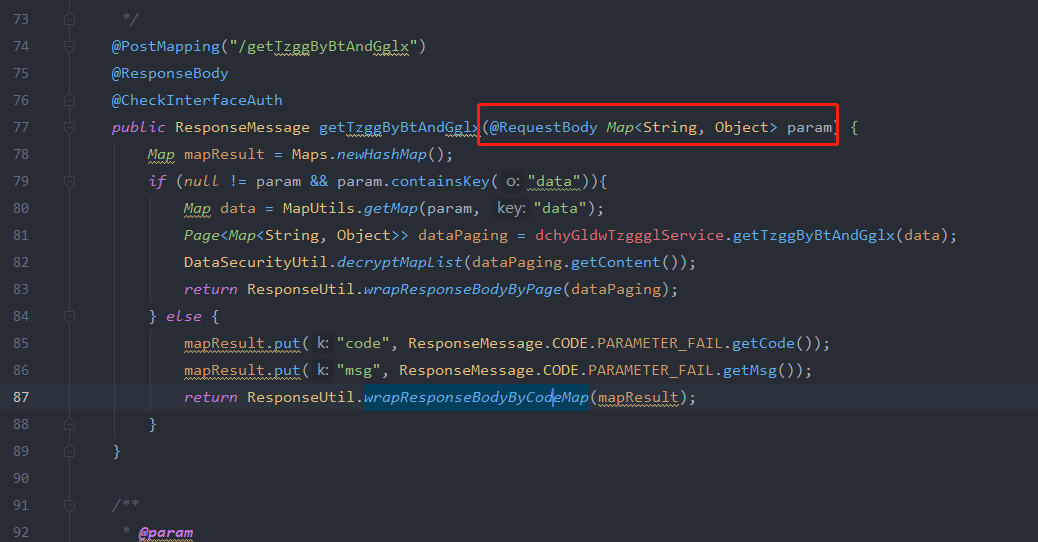 73 */
74 @PostMapping("/getTzggByBtAndGglx")
75 @ResponseBody
76 @CheckInterfaceAuth
77 public ResponseMessage getTzggByBtAndGglx(@RequestBody Map<String, Object> param) {
78 Map mapResult = Maps.newHashMap();
79 if (null != param && param.containsKey( o: "data")){
80 Map data = MapUtils.getMap(param, key: "data");
81 Page<Map<String, Object>> dataPaging = dchyGldwTzggglService.getTzggByBtAndGglx(data);
82 DataSecurityUtil.decryptMapList(dataPaging.getContent());
83 return ResponseUtil.wrapResponseBodyByPage(dataPaging);
84 } else {
85 mapResult.put( k: "code", ResponseMessage.CODE.PARAMETER_FAIL.getCode());
86 mapResult.put( k: "msg", ResponseMessage.CODE.PARAMETER_FAIL.getMsg());
87 return ResponseUtil.wrapResponseBodyByCodeMap(mapResult);
88 }
89 }
90
91 /**
92 * @param